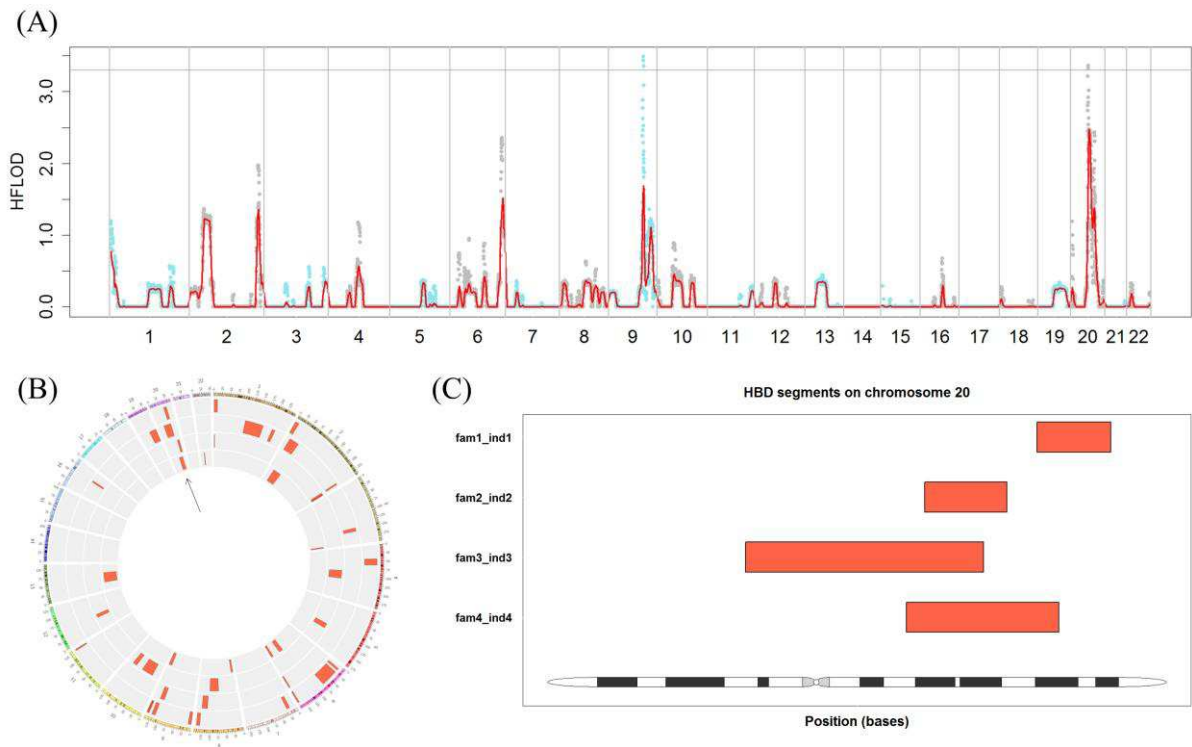 (A)
HFLOD
3.0
2.0
1.0
0.0
1 2 3 4 5 6 7 8 9 10 11 12 13 14 15 16 17 18 19 20 21 22
(B)
(C)
HBD segments on chromosome 20
fam1_ind1
fam2_ind2
fam3_ind3
fam4_ind4
Position (bases)